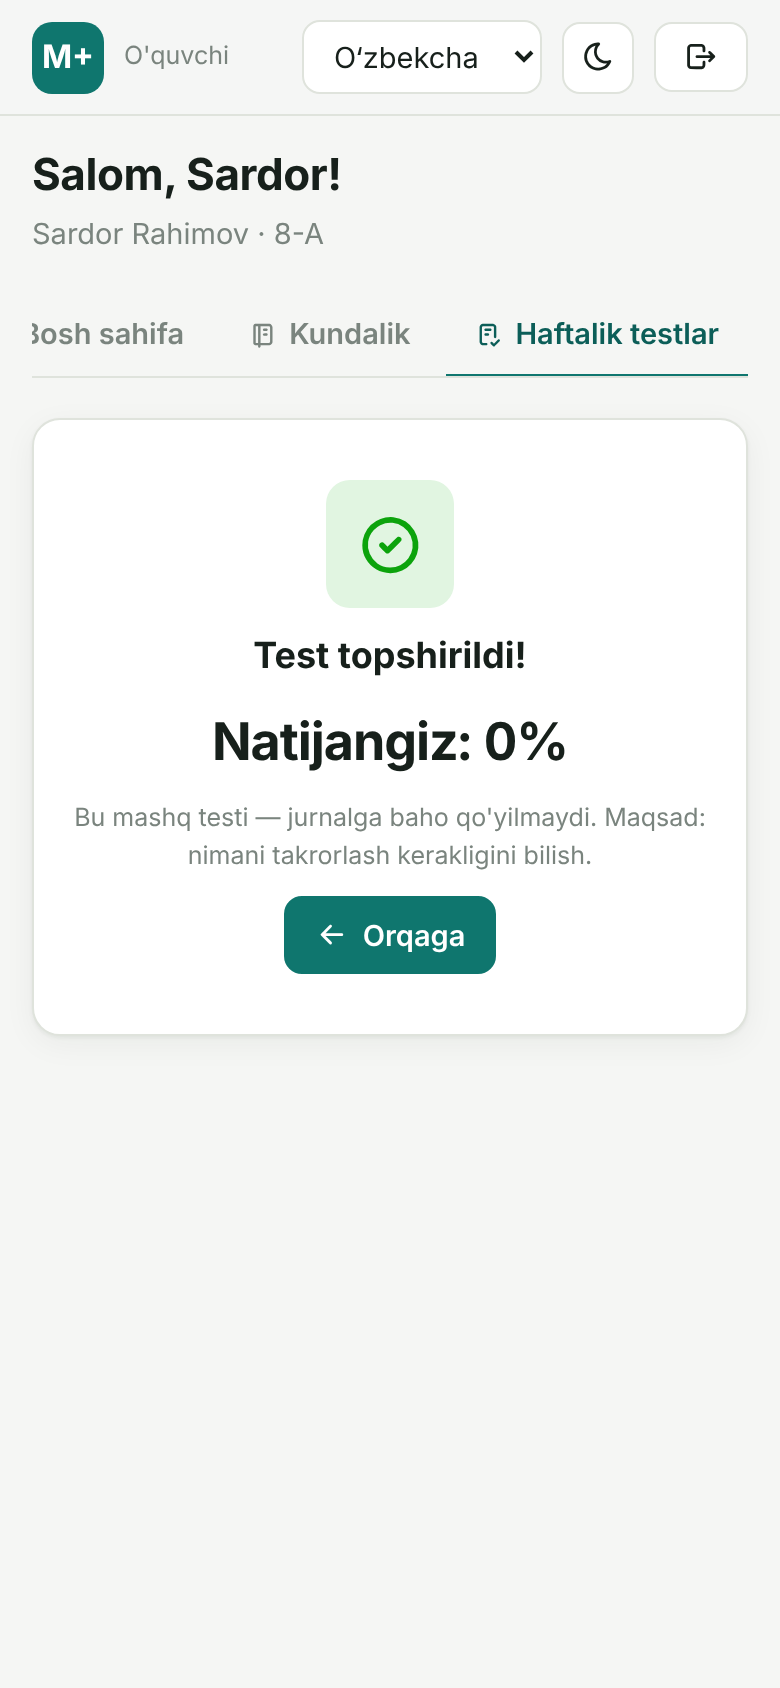 M+ O'quvchi O‘zbekcha
Salom, Sardor!
Sardor Rahimov · 8-A
Bosh sahifa Kundalik Haftalik testlar
Test topshirildi!
Natijangiz: 0%
Bu mashq testi — jurnalga baho qo'yilmaydi. Maqsad:
nimani takrorlash kerakligini bilish.
← Orqaga